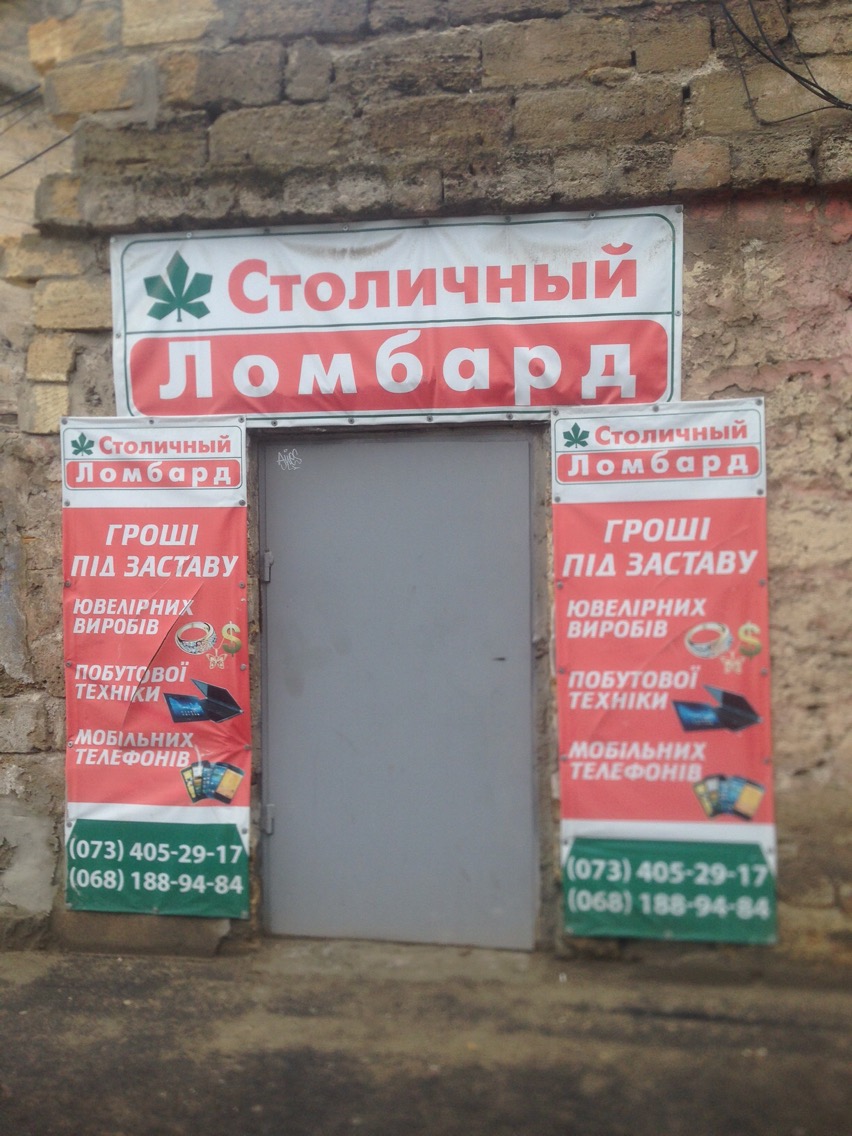 Столичный
Ломбард
Столичный
Ломбард
ГРОШІ
ПІД ЗАСТАВУ
ЮВЕЛІРНИХ
ВИРОБІВ
ПОБУТОВОЇ
ТЕХНІКИ
МОБІЛЬНИХ
ТЕЛЕФОНІВ
(073) 405-29-17
(068) 188-94-84
Столичный
Ломбард
ГРОШІ
ПІД ЗАСТАВУ
ЮВЕЛІРНИХ
ВИРОБІВ
ПОБУТОВОЇ
ТЕХНІКИ
МОБІЛЬНИХ
ТЕЛЕФОНІВ
(073) 405-29-17
(068) 188-94-84